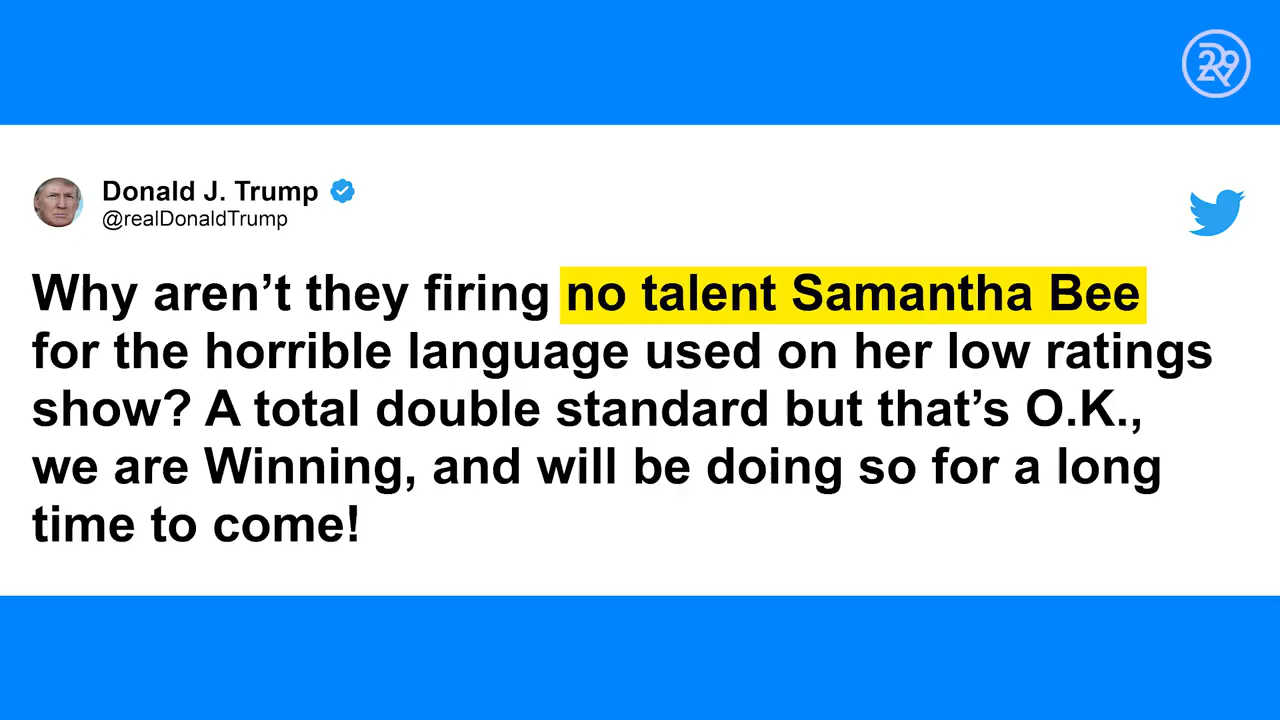 R29
Donald J. Trump
@realDonaldTrump
Why aren’t they firing no talent Samantha Bee
for the horrible language used on her low ratings
show? A total double standard but that’s O.K.,
we are Winning, and will be doing so for a long
time to come!